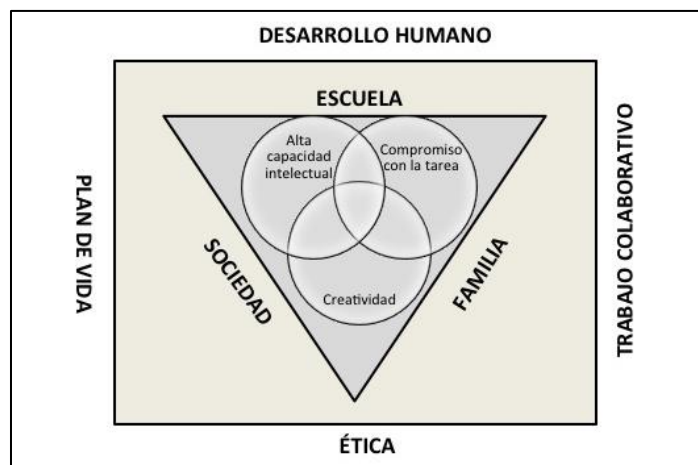 DESARROLLO HUMANO
ESCUELA
Alta
capacidad
intelectual
Compromiso
con la tarea
PLAN DE VIDA
SOCIEDAD
FAMILIA
TRABAJO COLABORATIVO
Creatividad
ÉTICA